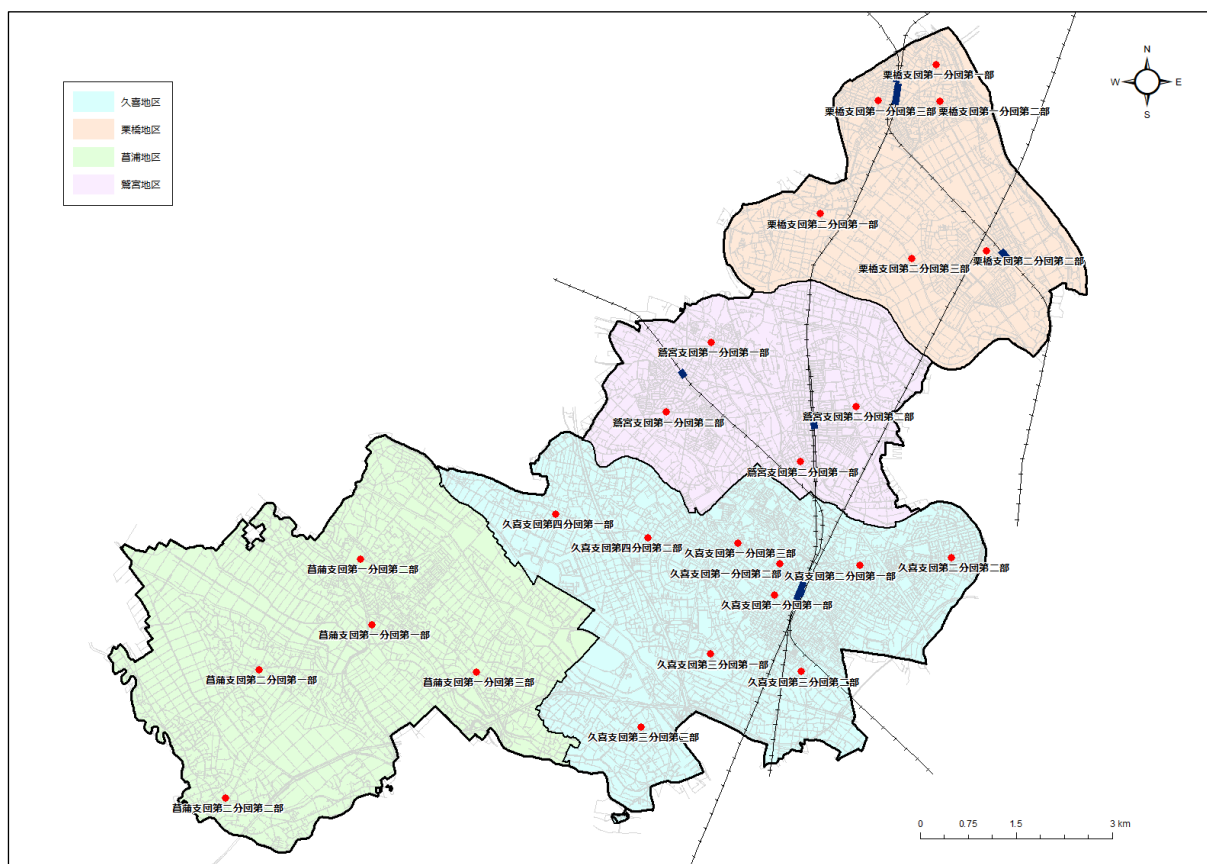 N
W E
S
久喜地区
栗橋地区
菖浦地区
鷲宮地区
栗橋支団第一分団第一部
栗橋支団第一分団第三部
栗橋支団第一分団第二部
栗橋支団第二分団第一部
栗橋支団第二分団第三部
栗橋支団第二分団第二部
鷲宮支団第一分団第一部
鷲宮支団第一分団第二部
鷲宮支団第二分団第二部
鷲宮支団第二分団第一部
久喜支団第四分団第一部
久喜支団第四分団第二部
久喜支団第一分団第三部
久喜支団第一分団第二部
久喜支団第二分団第一部
久喜支団第二分団第二部
久喜支団第一分団第一部
久喜支団第三分団第一部
久喜支団第三分団第二部
久喜支団第三分団第三部
菖蒲支団第一分団第二部
菖蒲支団第一分団第一部
菖蒲支団第二分団第一部
菖蒲支団第一分団第三部
菖蒲支団第二分団第二部
0 0.75 1.5 3 km